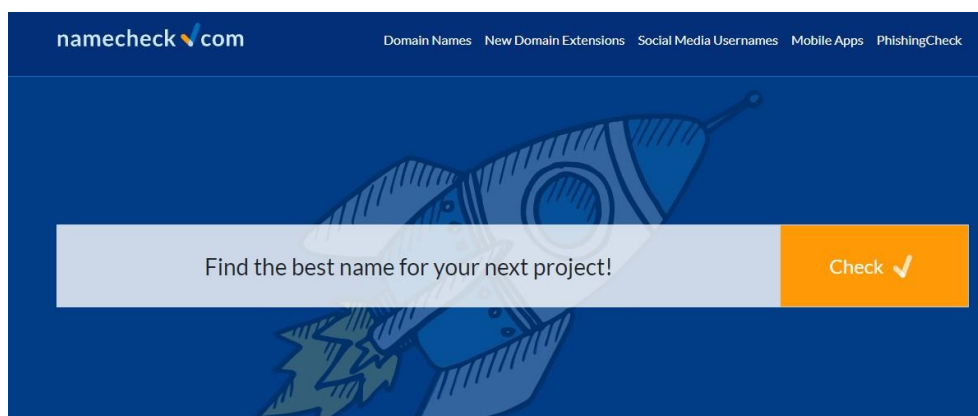 namecheck com
Domain Names New Domain Extensions Social Media Usernames Mobile Apps PhishingCheck
Find the best name for your next project!
Check